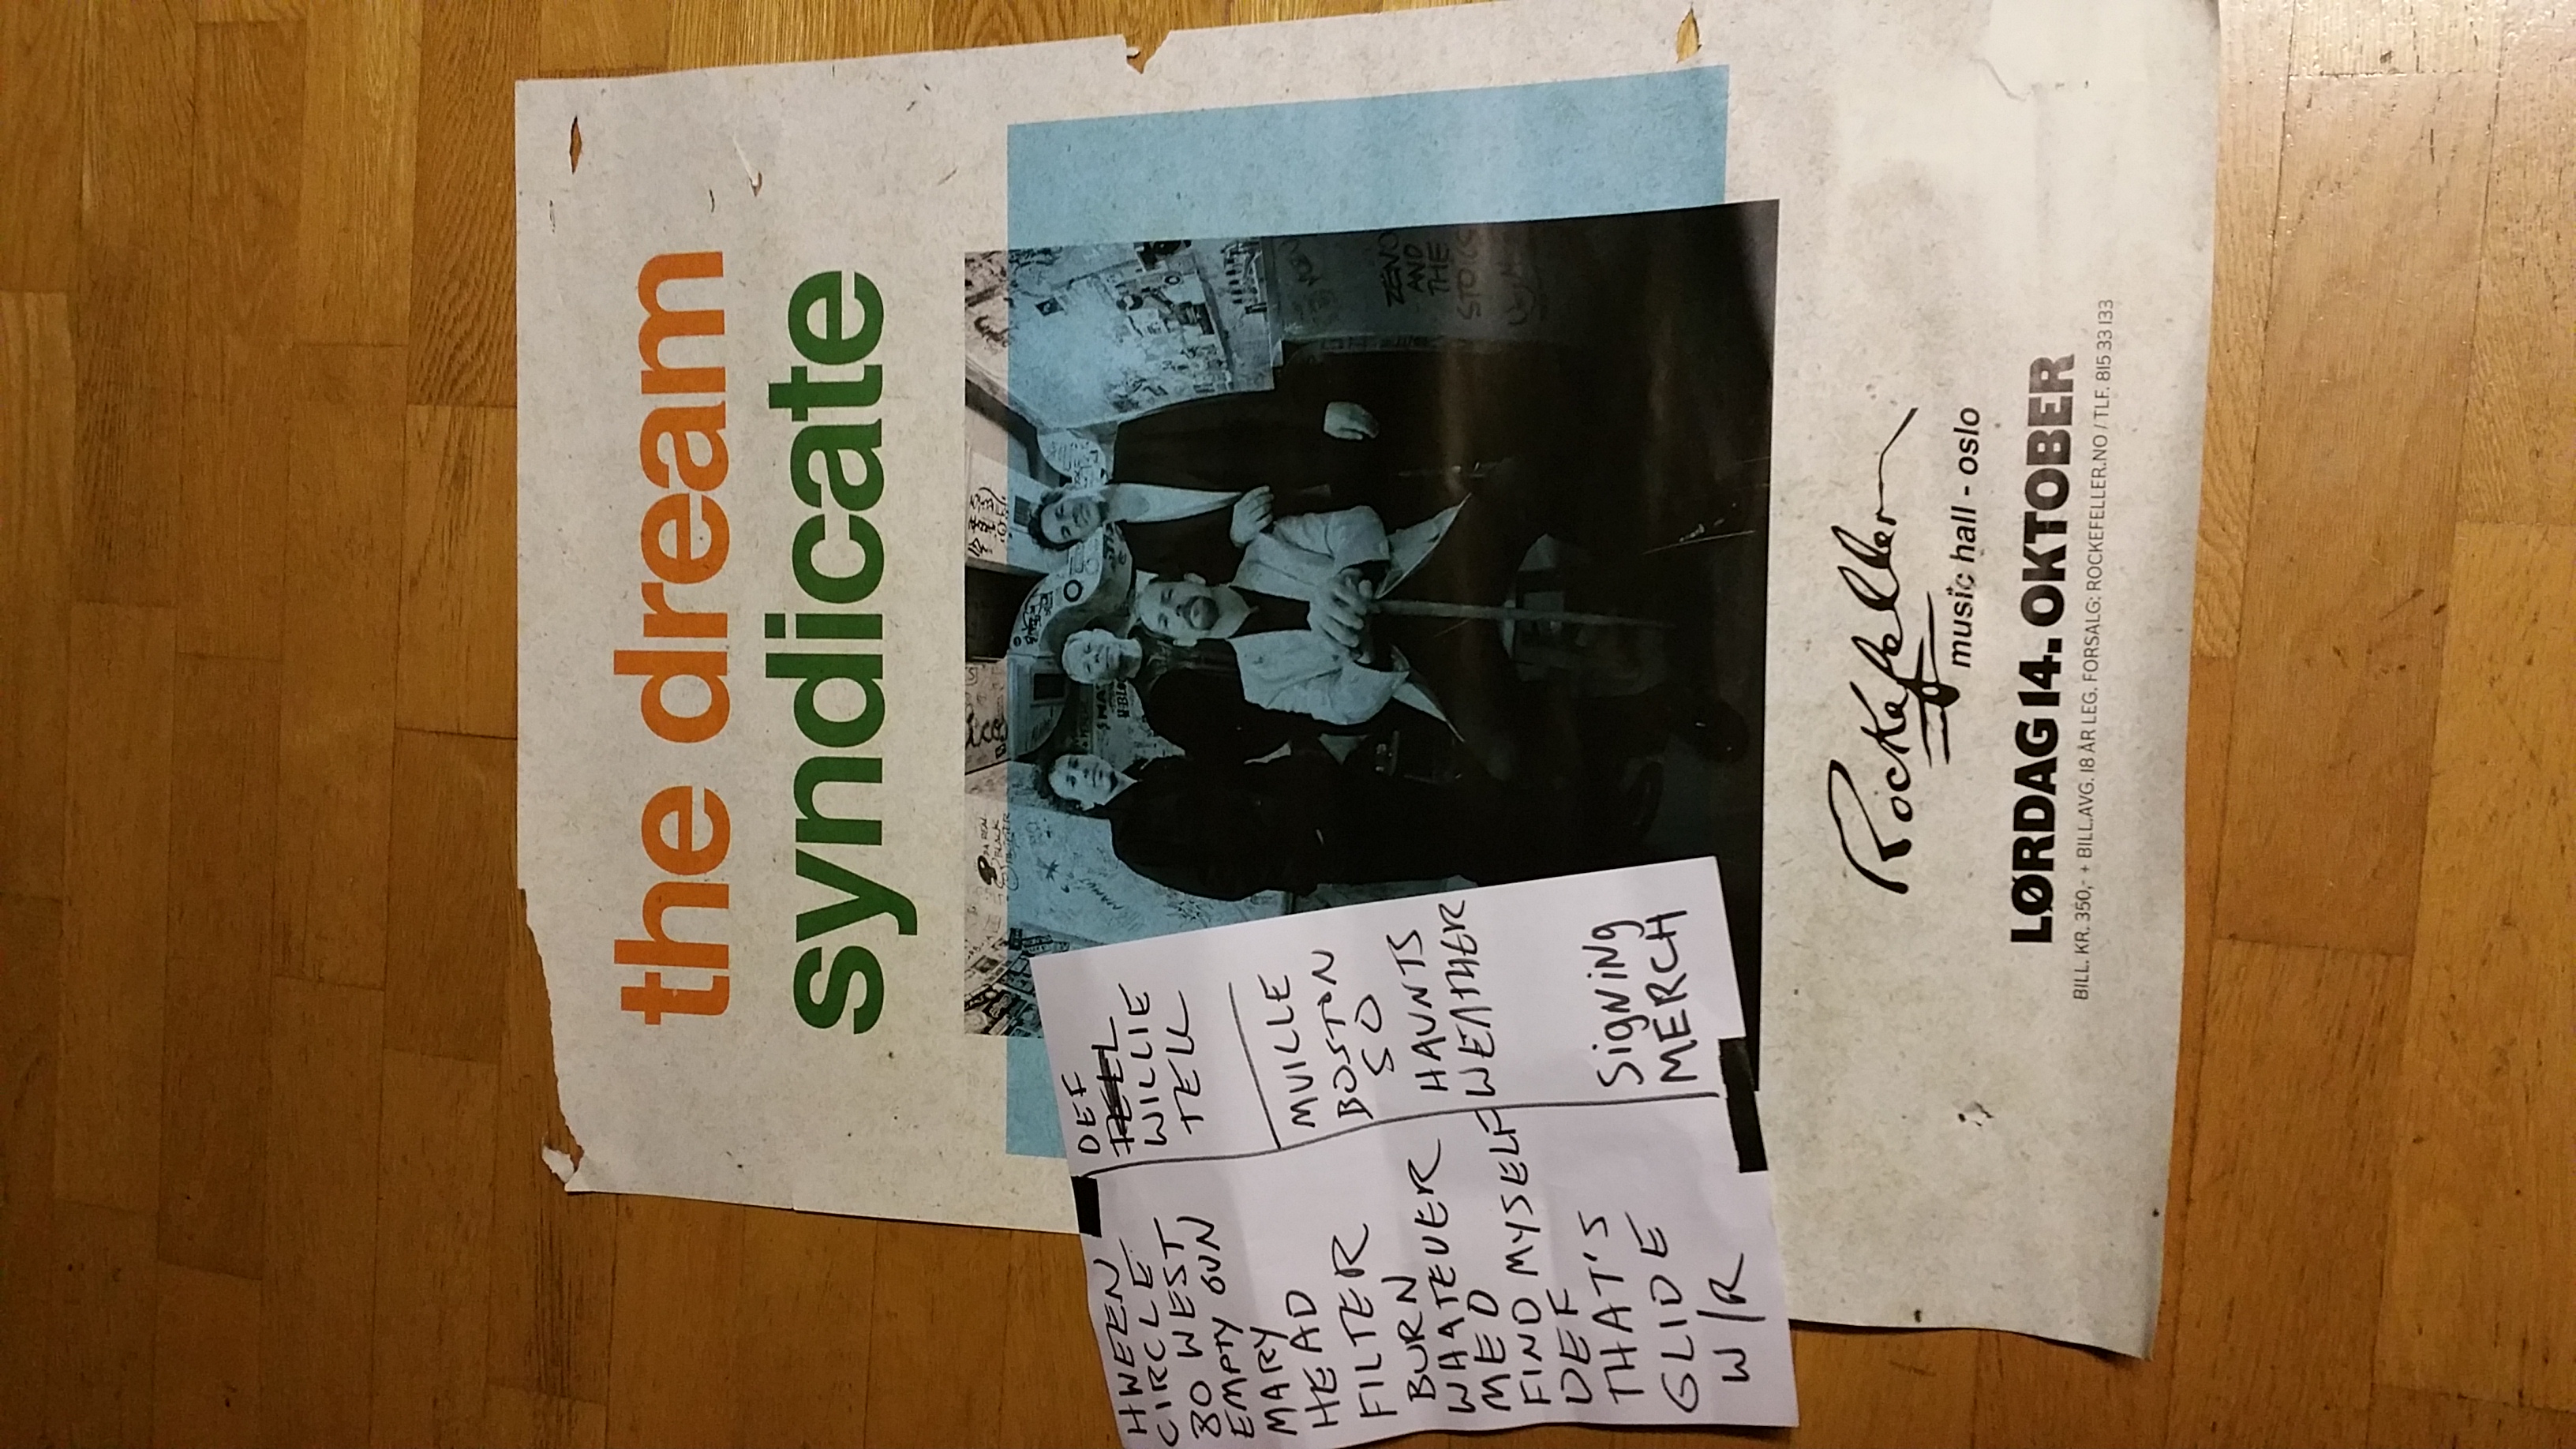 the dream
syndicate
ZENO
AND
THE
Rockefeller
music hall - oslo
LØRDAG 14. OKTOBER
BILL. KR. 350,- + BILL.AVG. 18 ÅR LEG. FORSALG: ROCKEFELLER.NO / TLF. 815 33 133
HWEEN
CIRCLE
80 WEST
EMPTY GUN
MARY
HEAD
FILTER
BURN
WHATEVER
MED
FIND MYSELF
DEF
THAT'S
GLIDE
W/R
DEF
WILLIE
TELL
MVILLE
BOSTON
SO
HAUNTS
WEATHER
Signing
MERCH